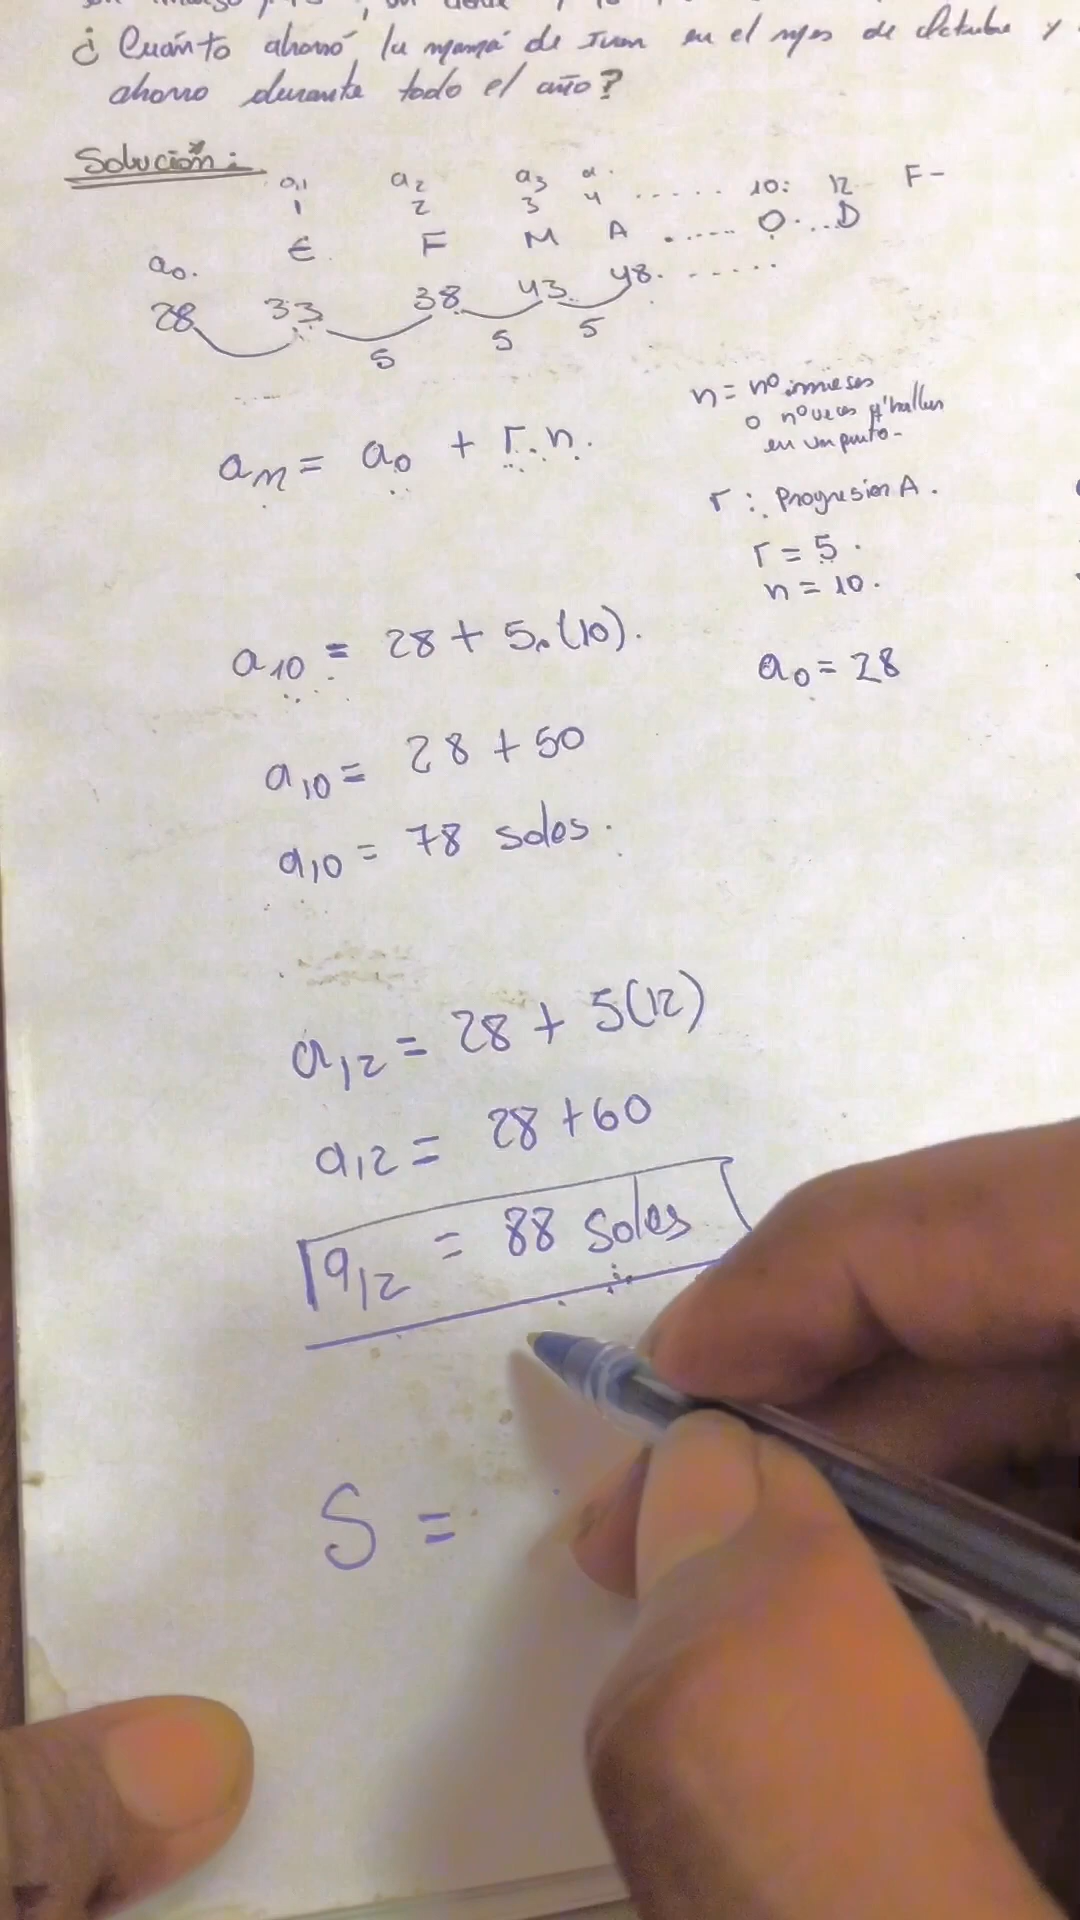 ¿ Cuánto ahorró la mamá de Juan en el mes de Octubre y
ahorro durante todo el año?
Solución:
a1 a2 a3 a
1 2 3 4 ...... 10: 12 F-
E F M A ...... O...D
a0.
28 33 38 43 48. ......
5 5 5
an = a0 + r.n.
n = nº
o nº veces q' hallen
en un punto-
r : Progresion A.
r = 5.
n = 10.
a0 = 28
a10 = 28 + 5.(10).
a10 = 28 + 50
a10 = 78 soles.
a12 = 28 + 5(12)
a12 = 28 + 60
a12 = 88 soles
S =